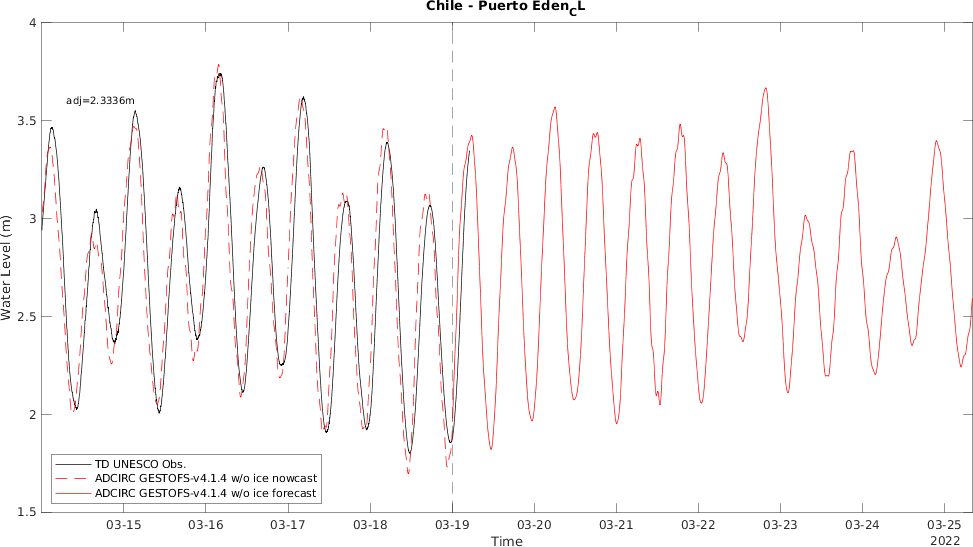 Chile - Puerto Eden_CL
adj=2.3336m
4
3.5
3
2.5
2
1.5
Water Level (m)
TD UNESCO Obs.
ADCIRC GESTOFS-v4.1.4 w/o ice nowcast
ADCIRC GESTOFS-v4.1.4 w/o ice forecast
03-15 03-16 03-17 03-18 03-19 03-20 03-21 03-22 03-23 03-24 03-25
Time
2022